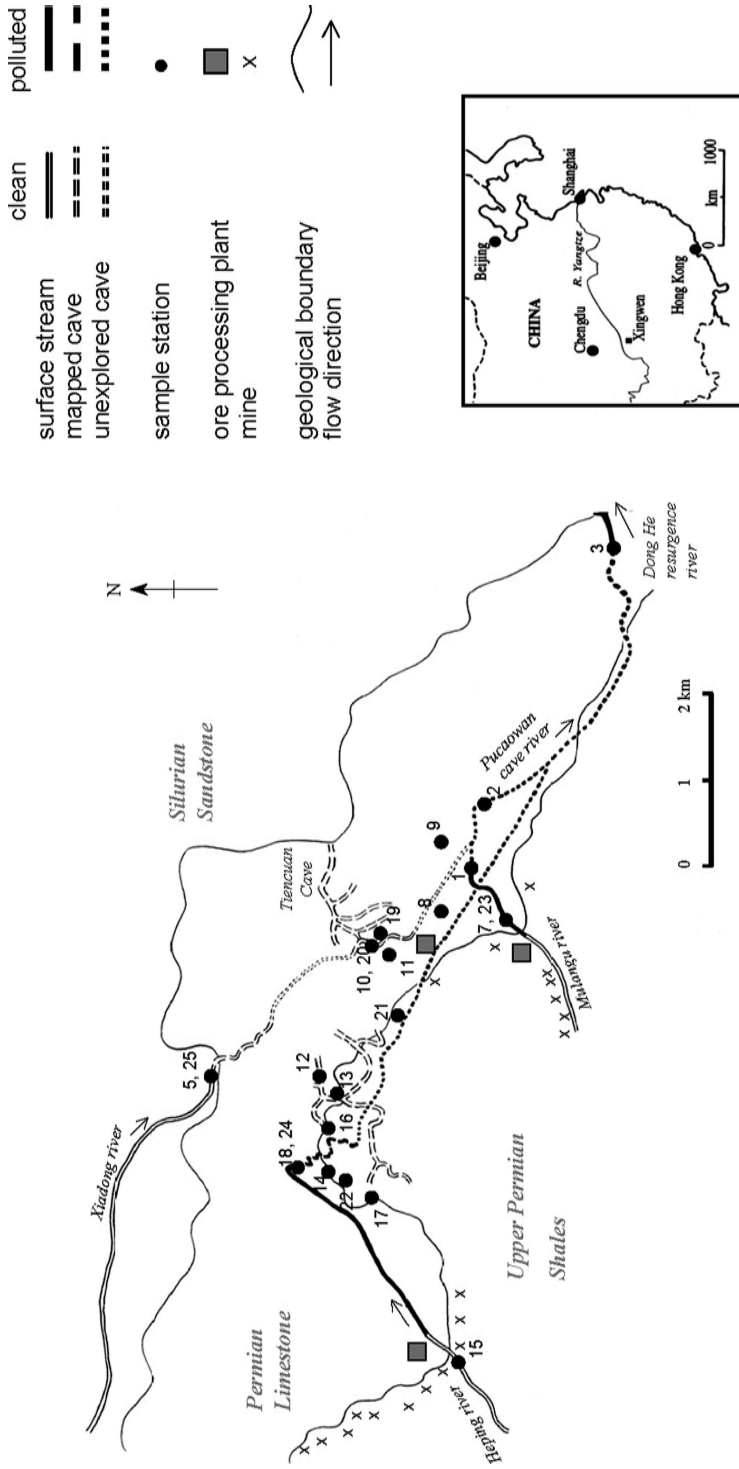 clean
polluted
surface stream
mapped cave
unexplored cave
sample station
ore processing plant
mine
x
geological boundary
flow direction
N
Silurian
Sandstone
Xiadong river
5, 25
Tiencuan
Cave
Permian
Limestone
18, 24
12
14
16
13
22
17
21
10, 20
19
11
8
9
1
2
7, 23
Pucaowan
cave river
3
Dong He
resurgence
river
Mulangu river
Upper Permian
Shales
15
Heping river
x x x x x x x x x x x
x x x
x
x
x
x x x x x x
0 1 2 km
Beijing
CHINA
Chengdu
R. Yangtze
Shanghai
Xingwen
Hong Kong
0 km 1000